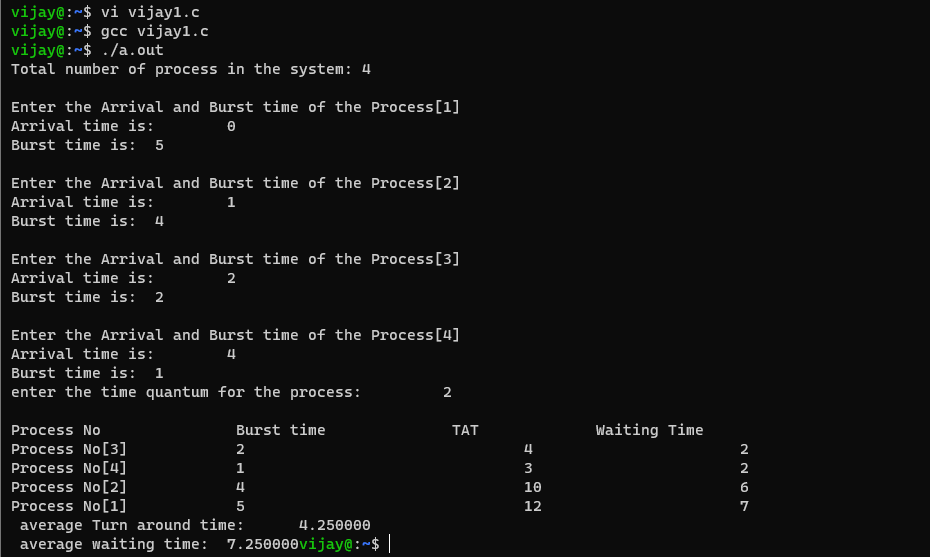 vijay@:~$ vi vijay1.c
vijay@:~$ gcc vijay1.c
vijay@:~$ ./a.out
Total number of process in the system: 4
Enter the Arrival and Burst time of the Process[1]
Arrival time is: 0
Burst time is: 5
Enter the Arrival and Burst time of the Process[2]
Arrival time is: 1
Burst time is: 4
Enter the Arrival and Burst time of the Process[3]
Arrival time is: 2
Burst time is: 2
Enter the Arrival and Burst time of the Process[4]
Arrival time is: 4
Burst time is: 1
enter the time quantum for the process: 2
Process No Burst time TAT Waiting Time
Process No[3] 2 4 2
Process No[4] 1 3 2
Process No[2] 4 10 6
Process No[1] 5 12 7
average Turn around time: 4.250000
average waiting time: 7.250000vijay@:~$